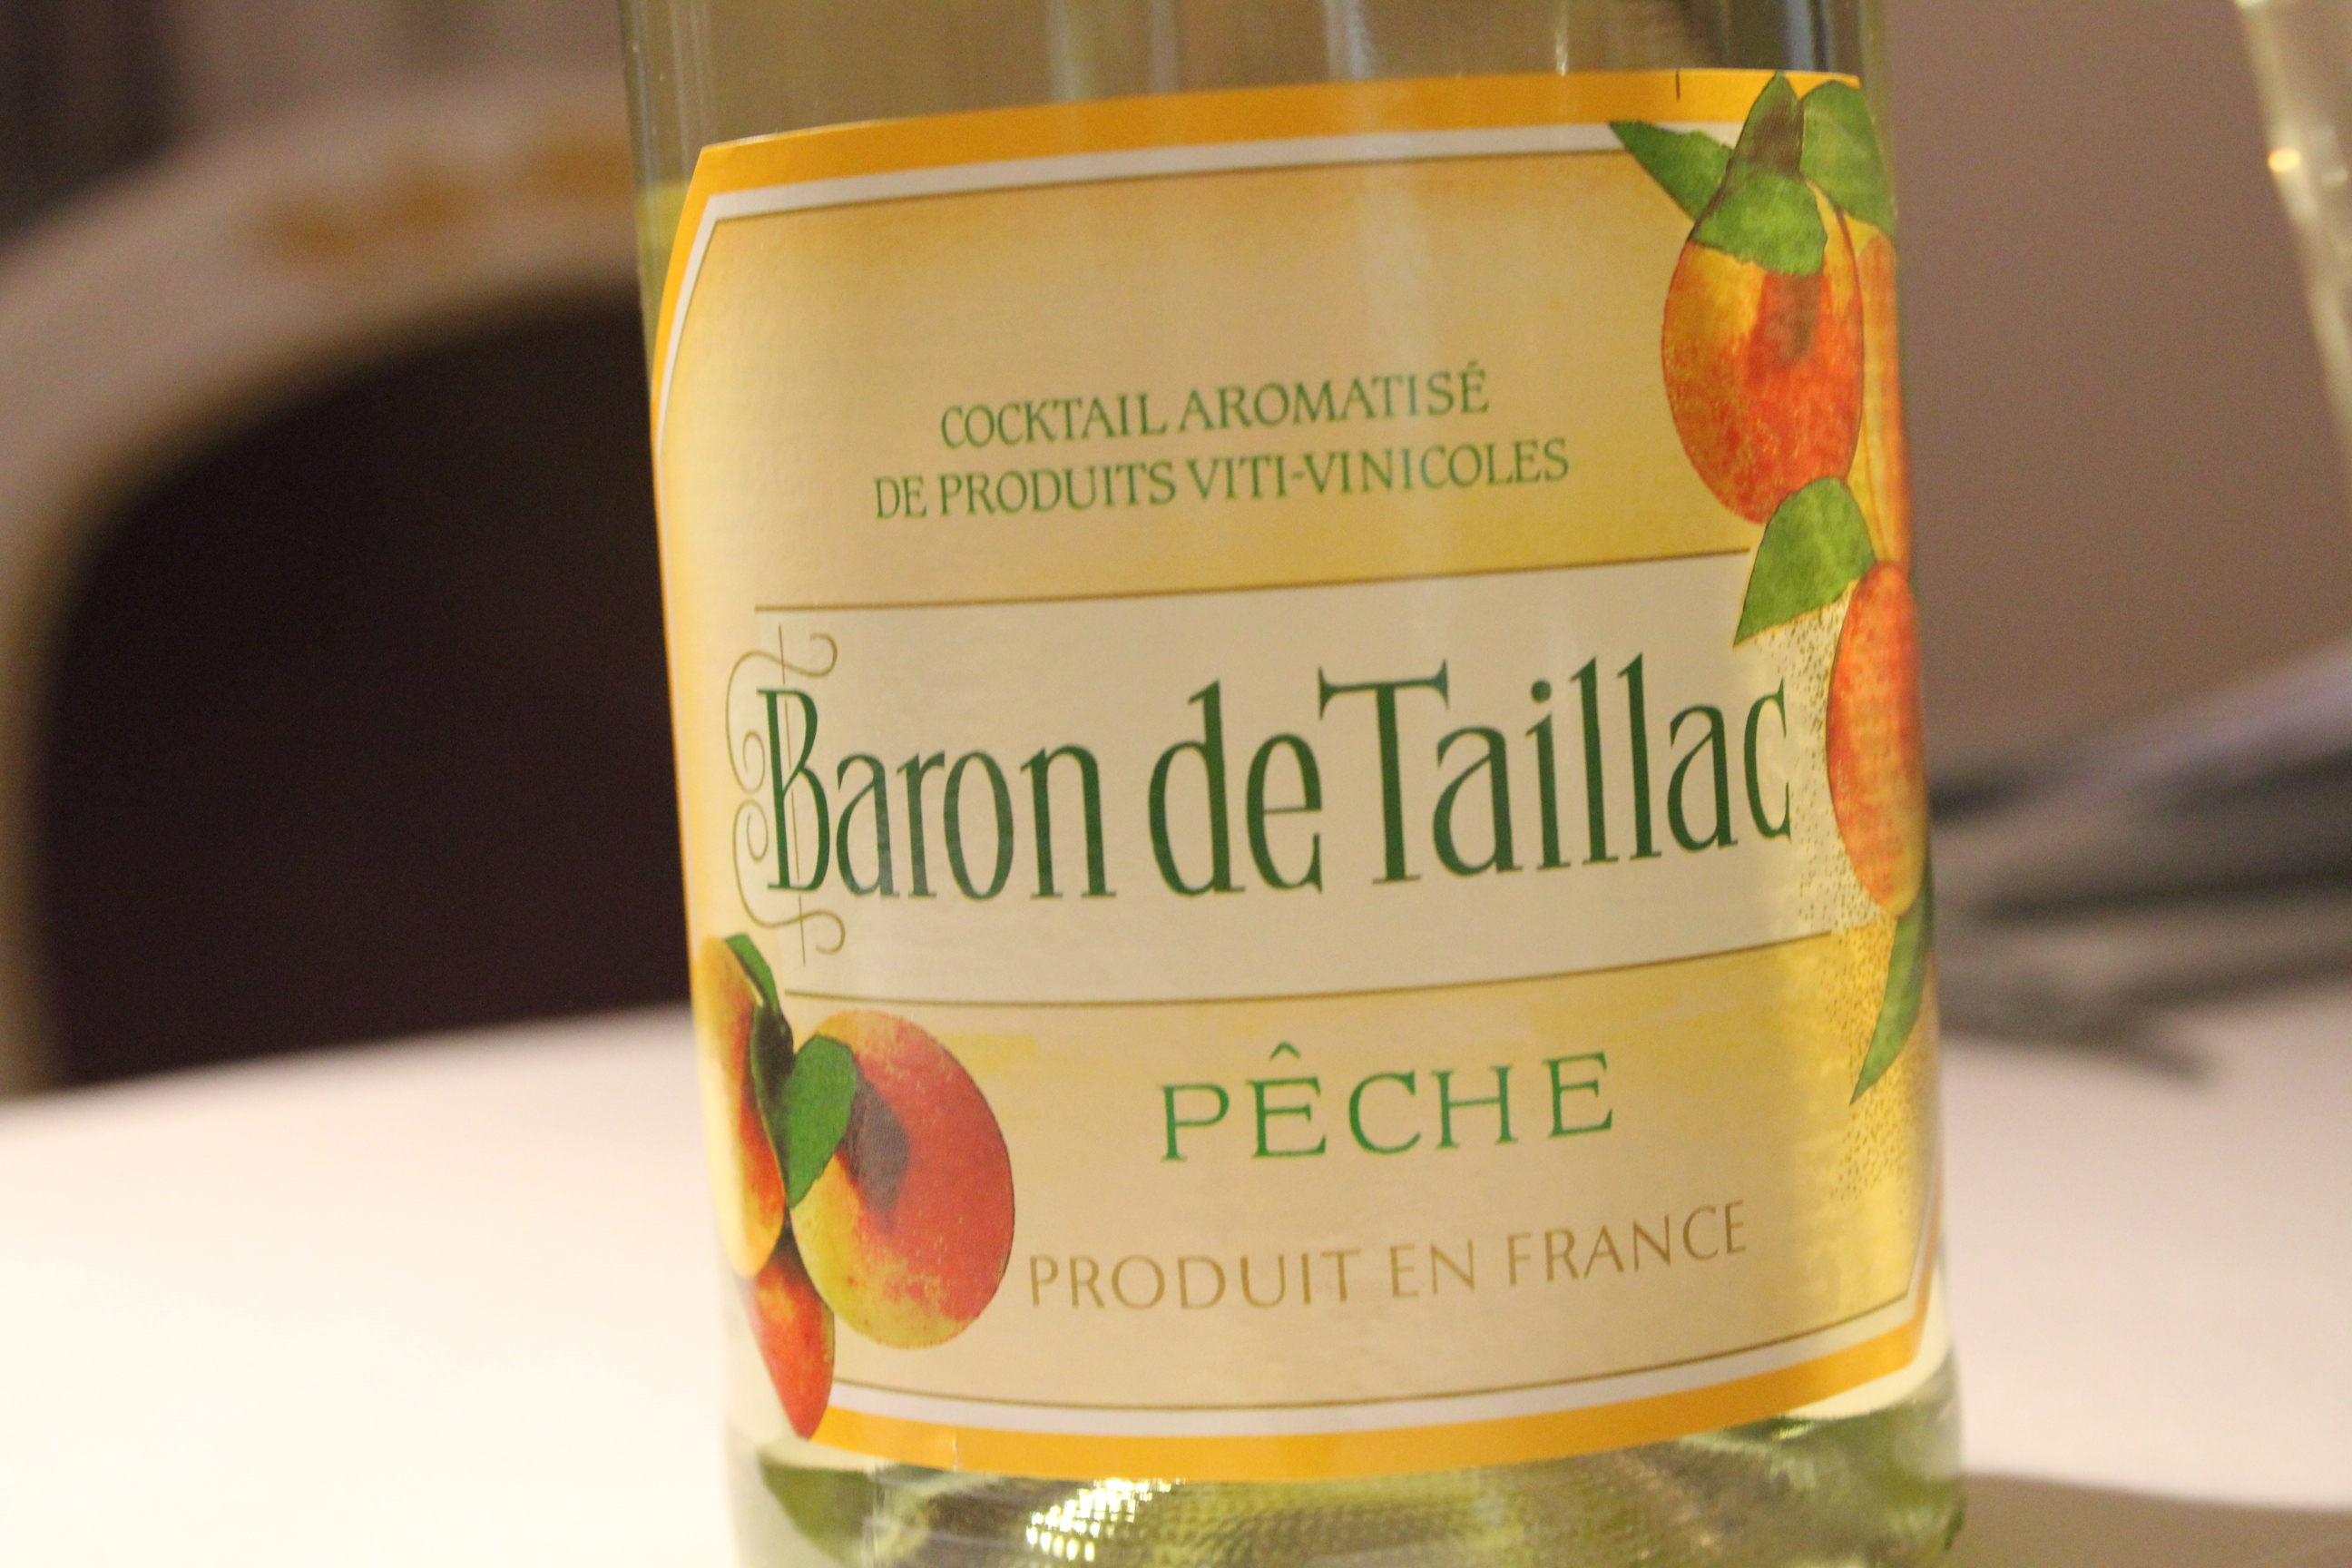 COCKTAIL AROMATISÉ
DE PRODUITS VITI-VINICOLES
Baron de Taillac
PÊCHE
PRODUIT EN FRANCE